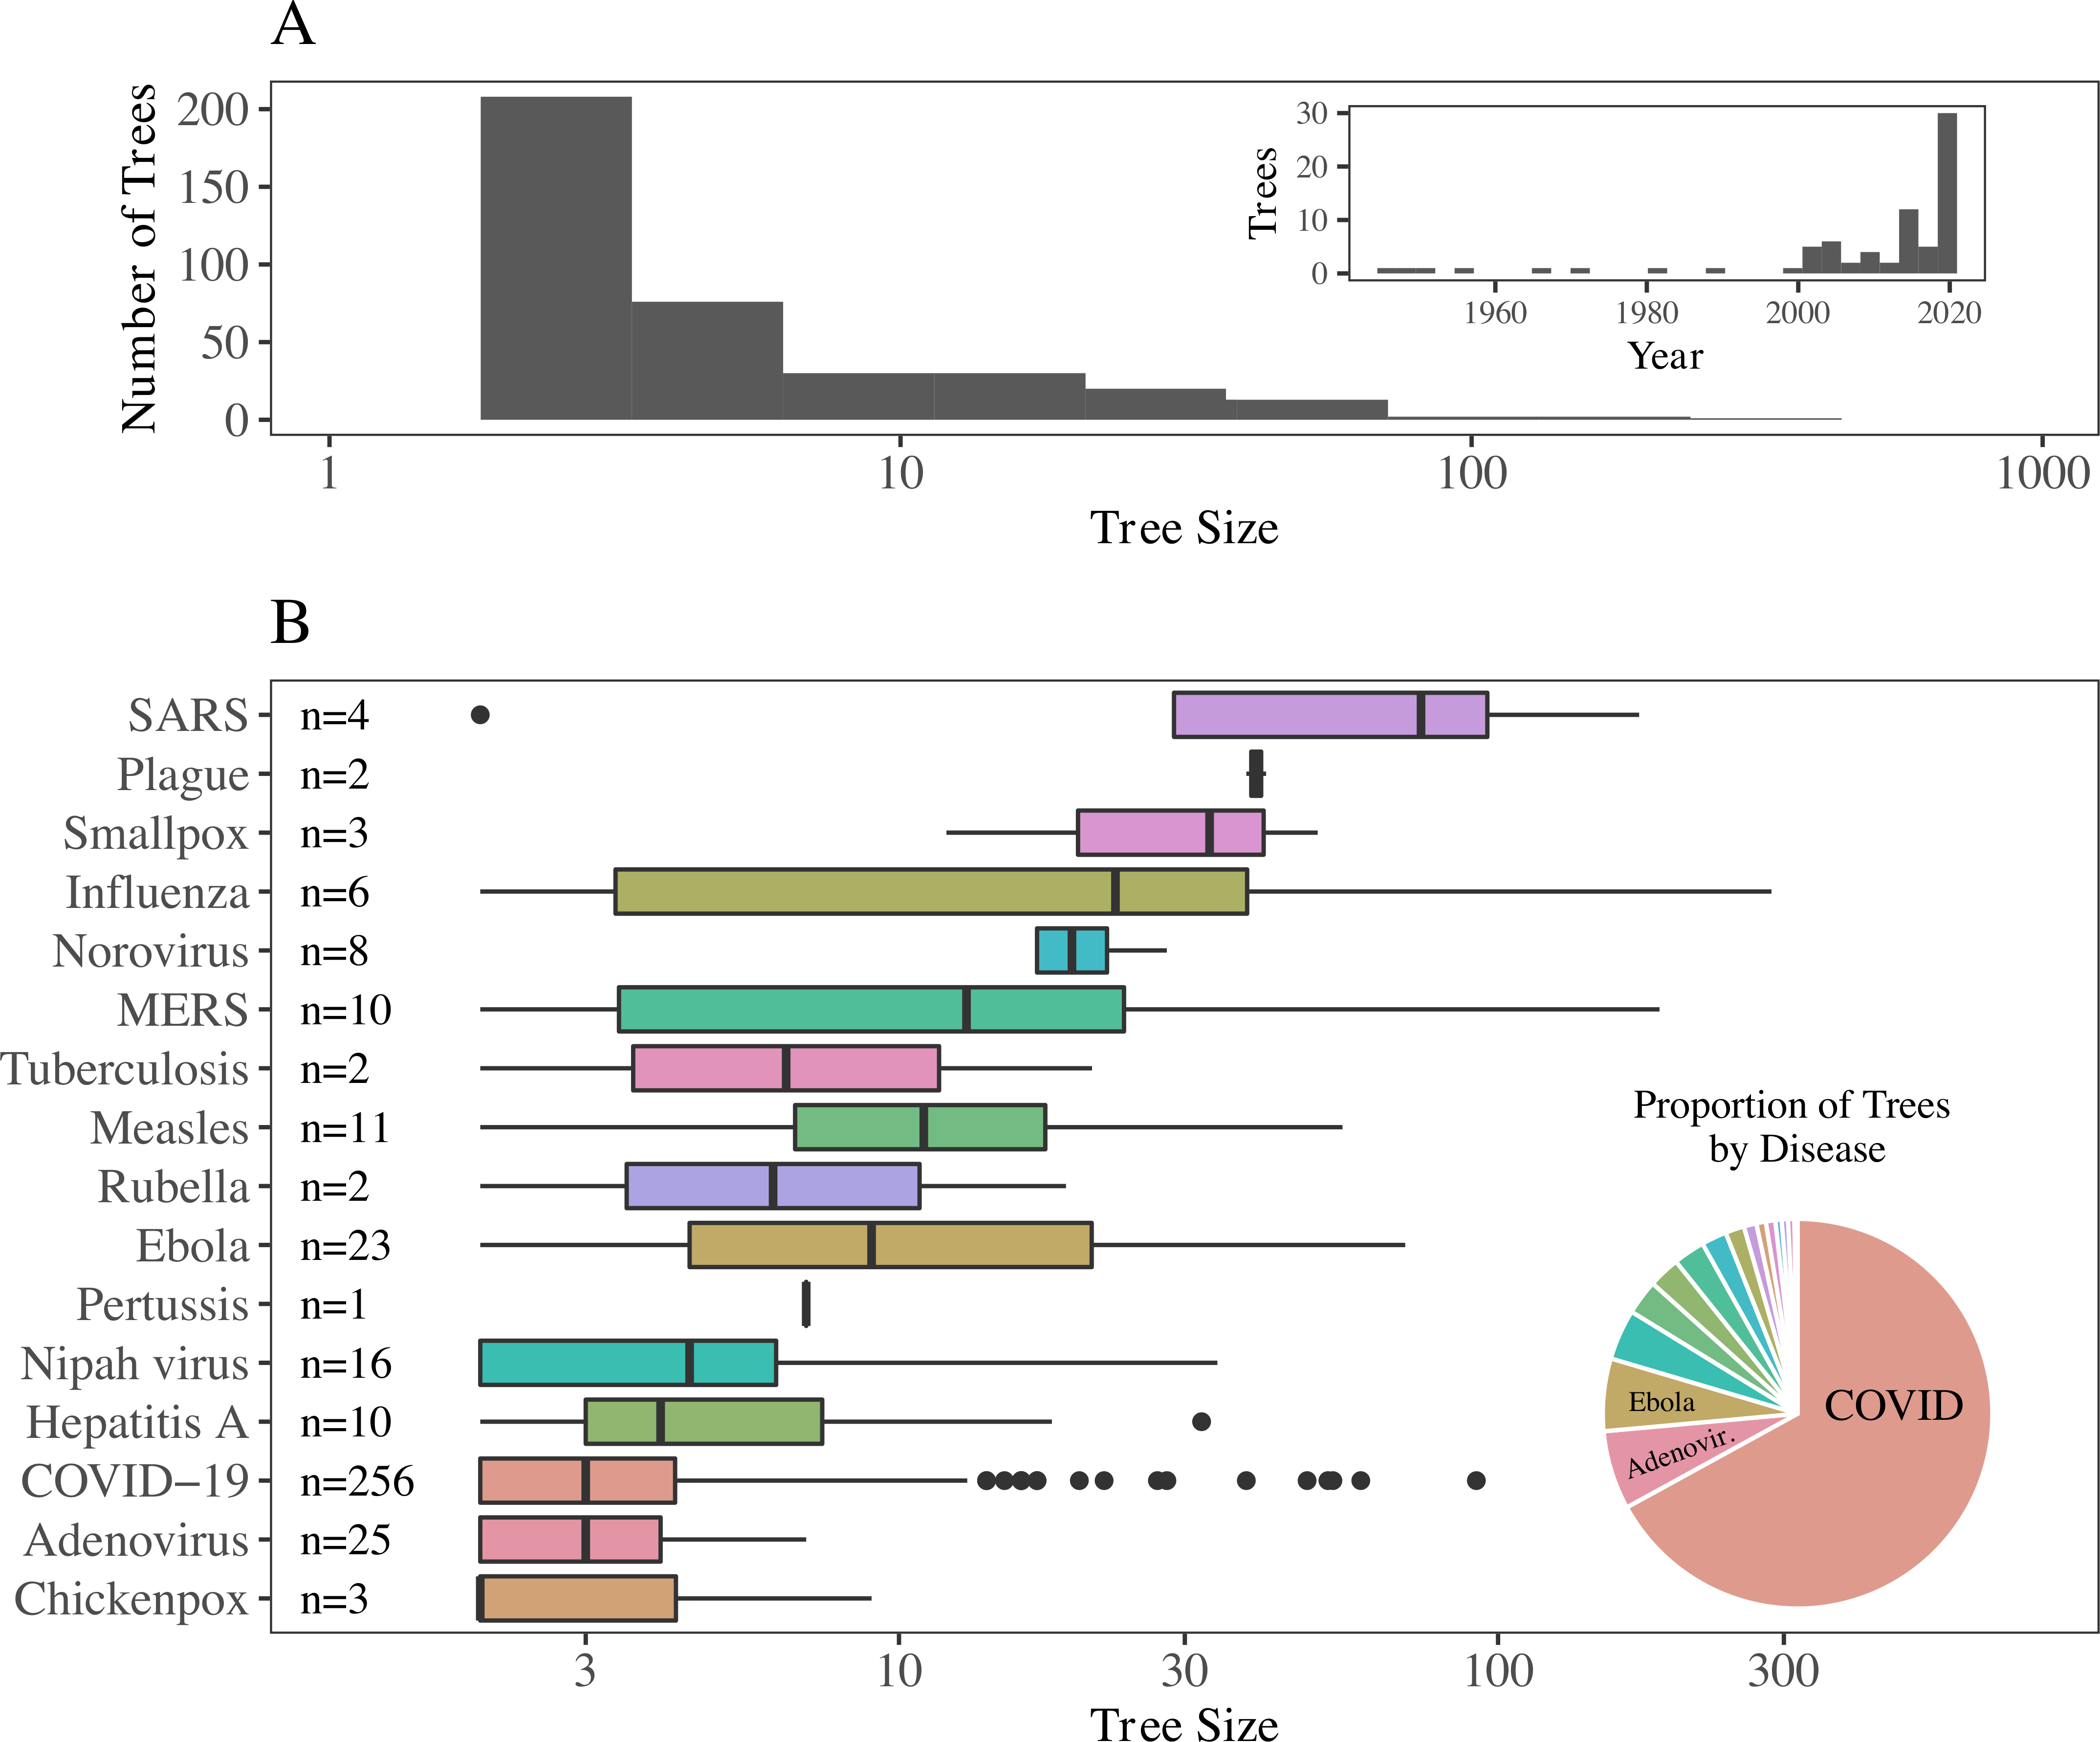 A
Number of Trees
200
150
100
50
0
1
10
100
1000
Tree Size
Trees
30
20
10
0
1960
1980
2000
2020
Year
B
SARS n=4
Plague n=2
Smallpox n=3
Influenza n=6
Norovirus n=8
MERS n=10
Tuberculosis n=2
Measles n=11
Rubella n=2
Ebola n=23
Pertussis n=1
Nipah virus n=16
Hepatitis A n=10
COVID−19 n=256
Adenovirus n=25
Chickenpox n=3
3
10
30
100
300
Tree Size
Proportion of Trees
by Disease
COVID
Ebola
Adenovir.